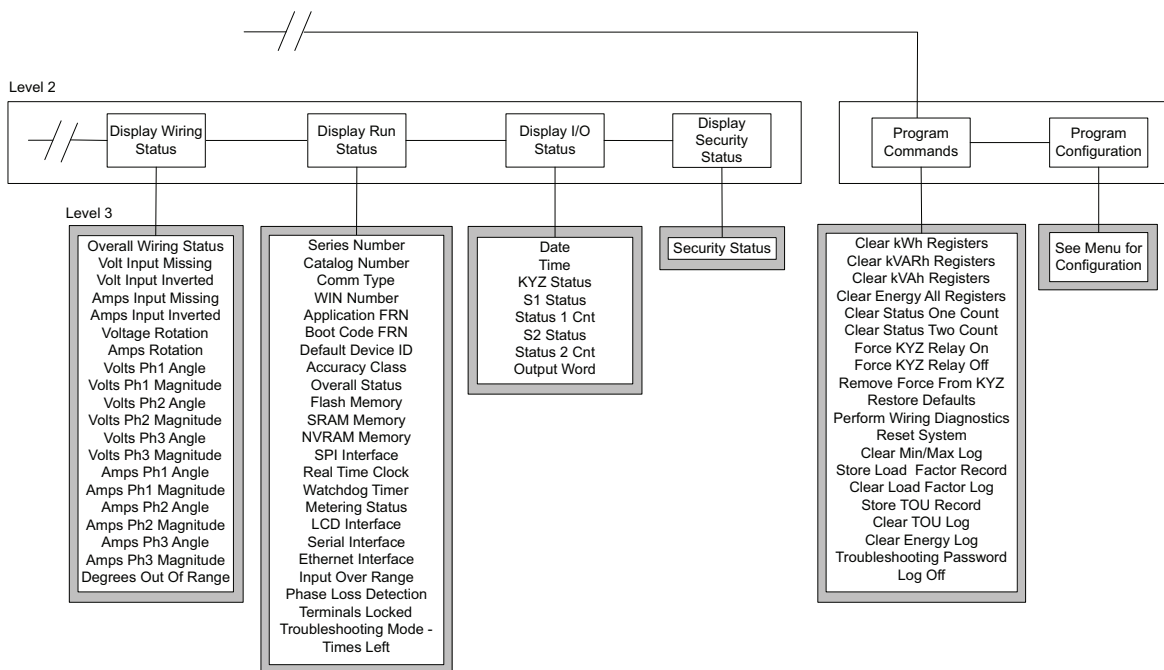 Level 2
Display Wiring
Status
Display Run
Status
Display I/O
Status
Display
Security
Status
Program
Commands
Program
Configuration
Level 3
Overall Wiring Status
Volt Input Missing
Volt Input Inverted
Amps Input Missing
Amps Input Inverted
Voltage Rotation
Amps Rotation
Volts Ph1 Angle
Volts Ph1 Magnitude
Volts Ph2 Angle
Volts Ph2 Magnitude
Volts Ph3 Angle
Volts Ph3 Magnitude
Amps Ph1 Angle
Amps Ph1 Magnitude
Amps Ph2 Angle
Amps Ph2 Magnitude
Amps Ph3 Angle
Amps Ph3 Magnitude
Degrees Out Of Range
Series Number
Catalog Number
Comm Type
WIN Number
Application FRN
Boot Code FRN
Default Device ID
Accuracy Class
Overall Status
Flash Memory
SRAM Memory
NVRAM Memory
SPI Interface
Real Time Clock
Watchdog Timer
Metering Status
LCD Interface
Serial Interface
Ethernet Interface
Input Over Range
Phase Loss Detection
Terminals Locked
Troubleshooting Mode -
Times Left
Date
Time
KYZ Status
S1 Status
Status 1 Cnt
S2 Status
Status 2 Cnt
Output Word
Security Status
Clear kWh Registers
Clear kVARh Registers
Clear kVAh Registers
Clear Energy All Registers
Clear Status One Count
Clear Status Two Count
Force KYZ Relay On
Force KYZ Relay Off
Remove Force From KYZ
Restore Defaults
Perform Wiring Diagnostics
Reset System
Clear Min/Max Log
Store Load Factor Record
Clear Load Factor Log
Store TOU Record
Clear TOU Log
Clear Energy Log
Troubleshooting Password
Log Off
See Menu for
Configuration